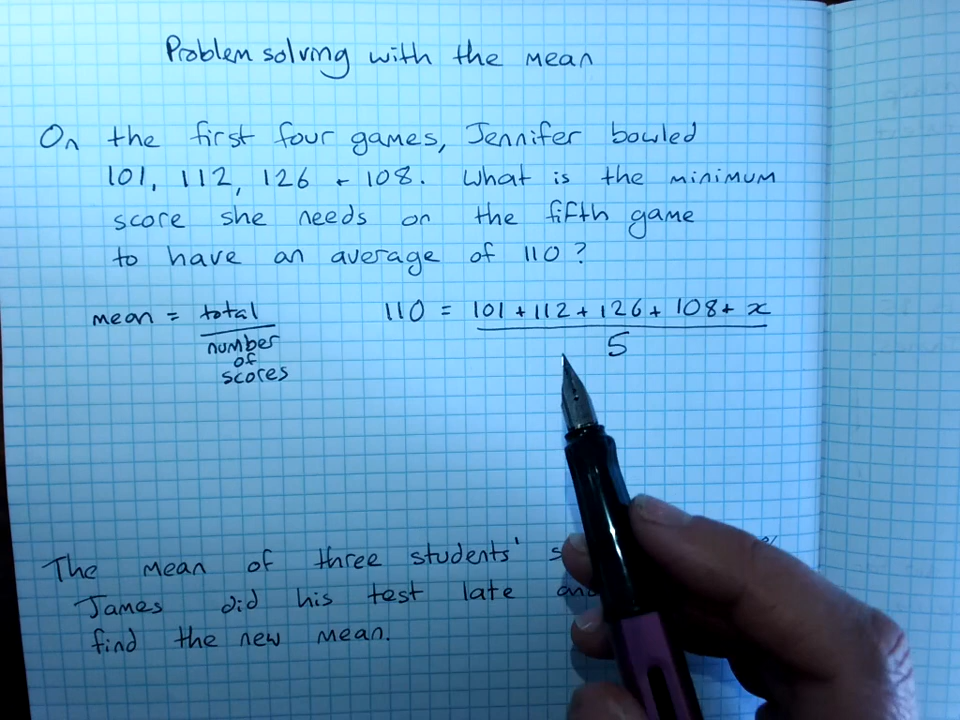 Problem solving with the mean
On the first four games, Jennifer bowled
101, 112, 126 + 108. What is the minimum
score she needs on the fifth game
to have an average of 110?
mean = total / number of scores
110 = 101 + 112 + 126 + 108 + x / 5
The mean of three students' %
James did his test late
find the new mean.